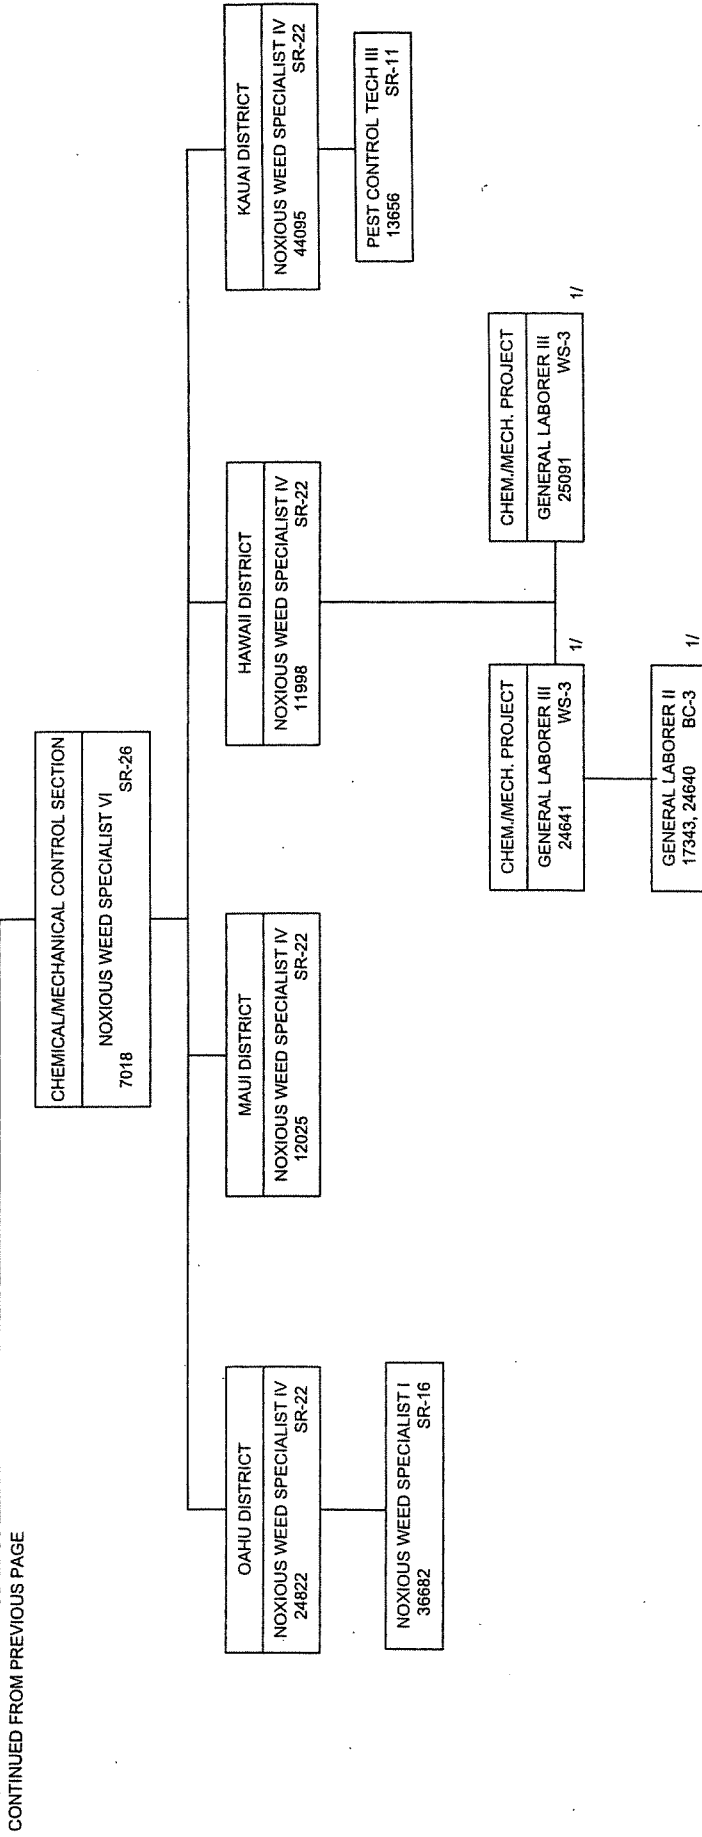 CONTINUED FROM PREVIOUS PAGE
CHEMICAL/MECHANICAL CONTROL SECTION
NOXIOUS WEED SPECIALIST VI
7018 SR-26
OAHU DISTRICT
NOXIOUS WEED SPECIALIST IV
24822 SR-22
NOXIOUS WEED SPECIALIST I
36682 SR-16
MAUI DISTRICT
NOXIOUS WEED SPECIALIST IV
12025 SR-22
HAWAII DISTRICT
NOXIOUS WEED SPECIALIST IV
11998 SR-22
CHEM./MECH. PROJECT
GENERAL LABORER III
24641 WS-3 1/
GENERAL LABORER II
17343, 24640 BC-3 1/
CHEM./MECH. PROJECT
GENERAL LABORER III
25091 WS-3 1/
KAUAI DISTRICT
NOXIOUS WEED SPECIALIST IV
44095 SR-22
PEST CONTROL TECH III
13656 SR-11